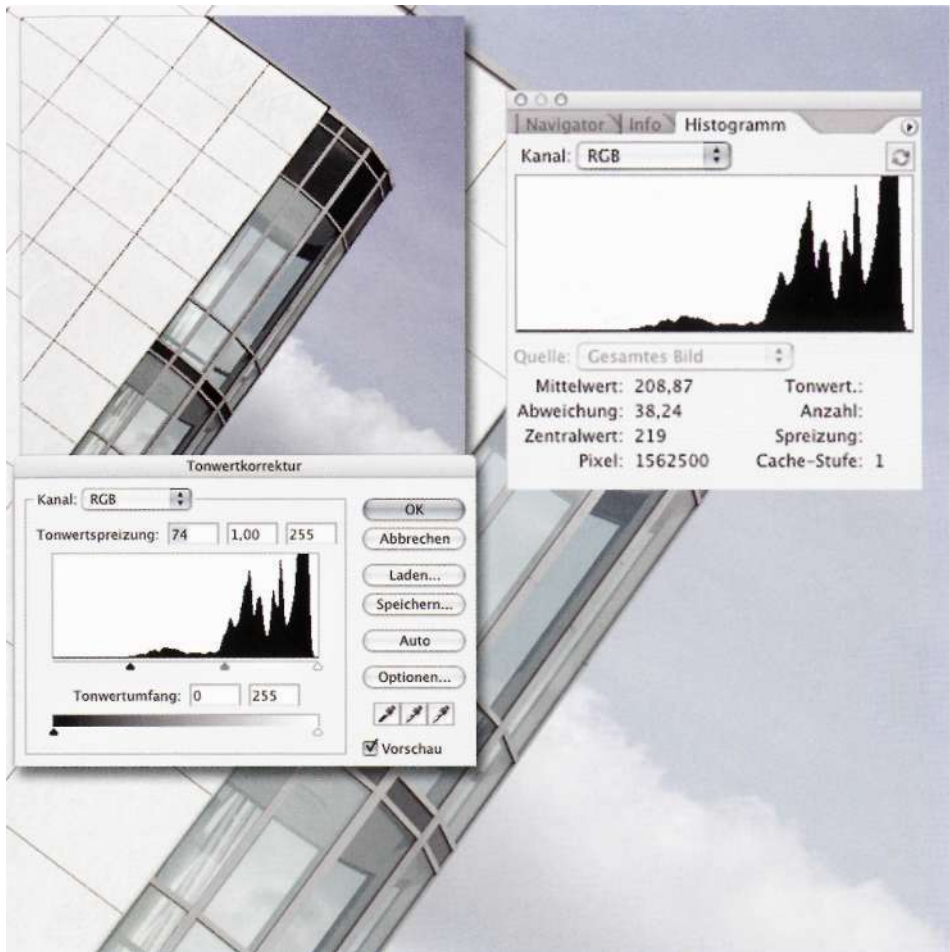 Navigator Info Histogramm
Kanal: RGB
Quelle: Gesamtes Bild
Mittelwert: 208,87 Tonwert.:
Abweichung: 38,24 Anzahl:
Zentralwert: 219 Spreizung:
Pixel: 1562500 Cache-Stufe: 1
Tonwertkorrektur
Kanal: RGB
Tonwertspreizung: 74 1,00 255
Tonwertumfang: 0 255
OK
Abbrechen
Laden...
Speichern...
Auto
Optionen...
Vorschau